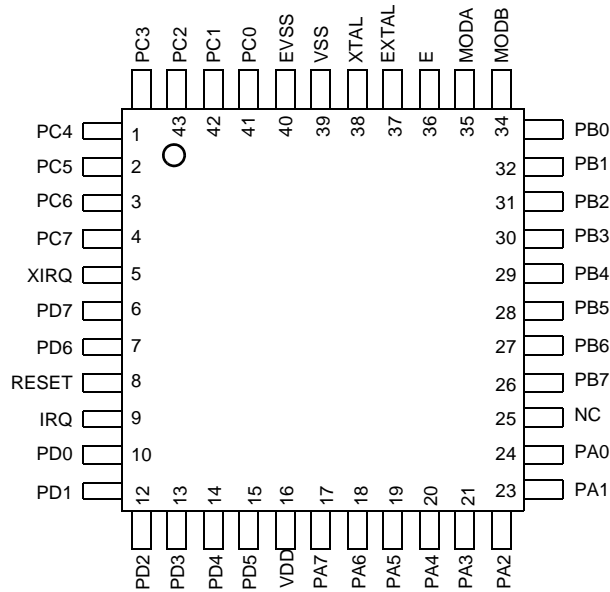 PC3
PC2
PC1
PC0
EVSS
VSS
XTAL
EXTAL
E
MODA
MODB
43
42
41
40
39
38
37
36
35
34
PC4
1
PC5
2
PC6
3
PC7
4
XIRQ
5
PD7
6
PD6
7
RESET
8
IRQ
9
PD0
10
PD1
PB0
32
PB1
31
PB2
30
PB3
29
PB4
28
PB5
27
PB6
26
PB7
25
NC
24
PA0
23
PA1
12
13
14
15
16
17
18
19
20
21
PD2
PD3
PD4
PD5
VDD
PA7
PA6
PA5
PA4
PA3
PA2